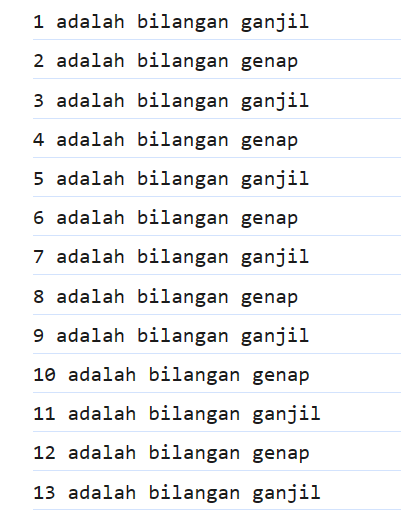 1 adalah bilangan ganjil
2 adalah bilangan genap
3 adalah bilangan ganjil
4 adalah bilangan genap
5 adalah bilangan ganjil
6 adalah bilangan genap
7 adalah bilangan ganjil
8 adalah bilangan genap
9 adalah bilangan ganjil
10 adalah bilangan genap
11 adalah bilangan ganjil
12 adalah bilangan genap
13 adalah bilangan ganjil